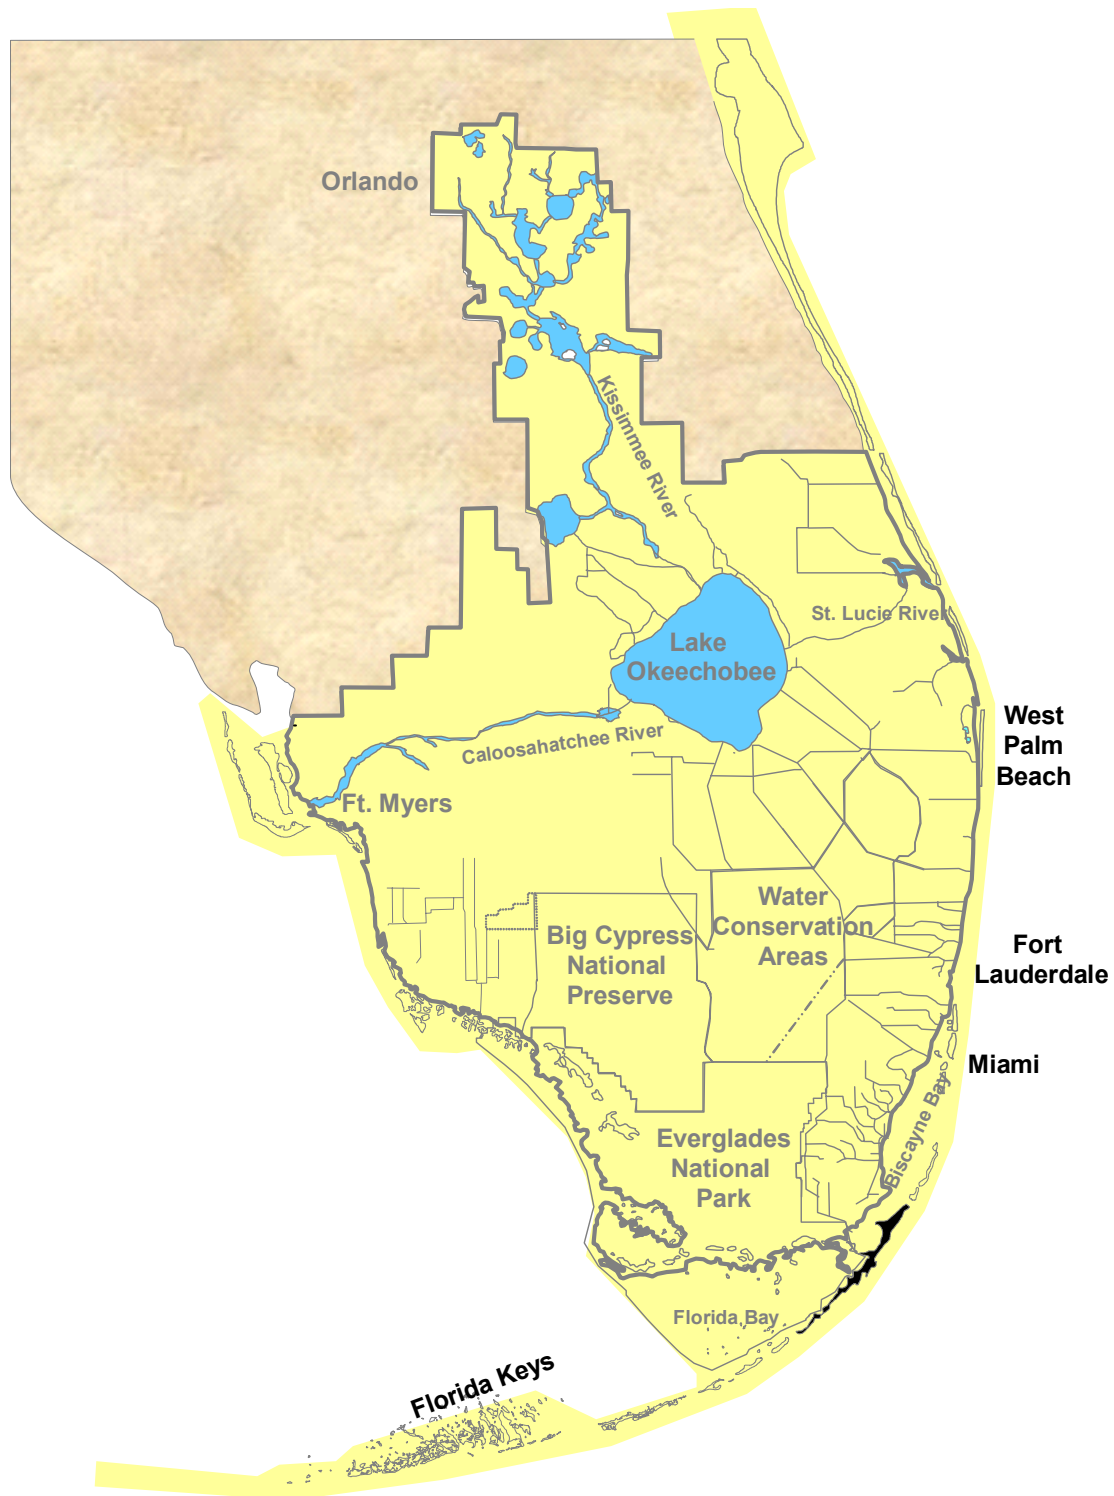 Orlando
Kissimmee River
St. Lucie River
Lake
Okeechobee
West
Palm
Beach
Caloosahatchee River
Ft. Myers
Water
Conservation
Areas
Big Cypress
National
Preserve
Fort
Lauderdale
Miami
Biscayne Bay
Everglades
National
Park
Florida Bay
Florida Keys